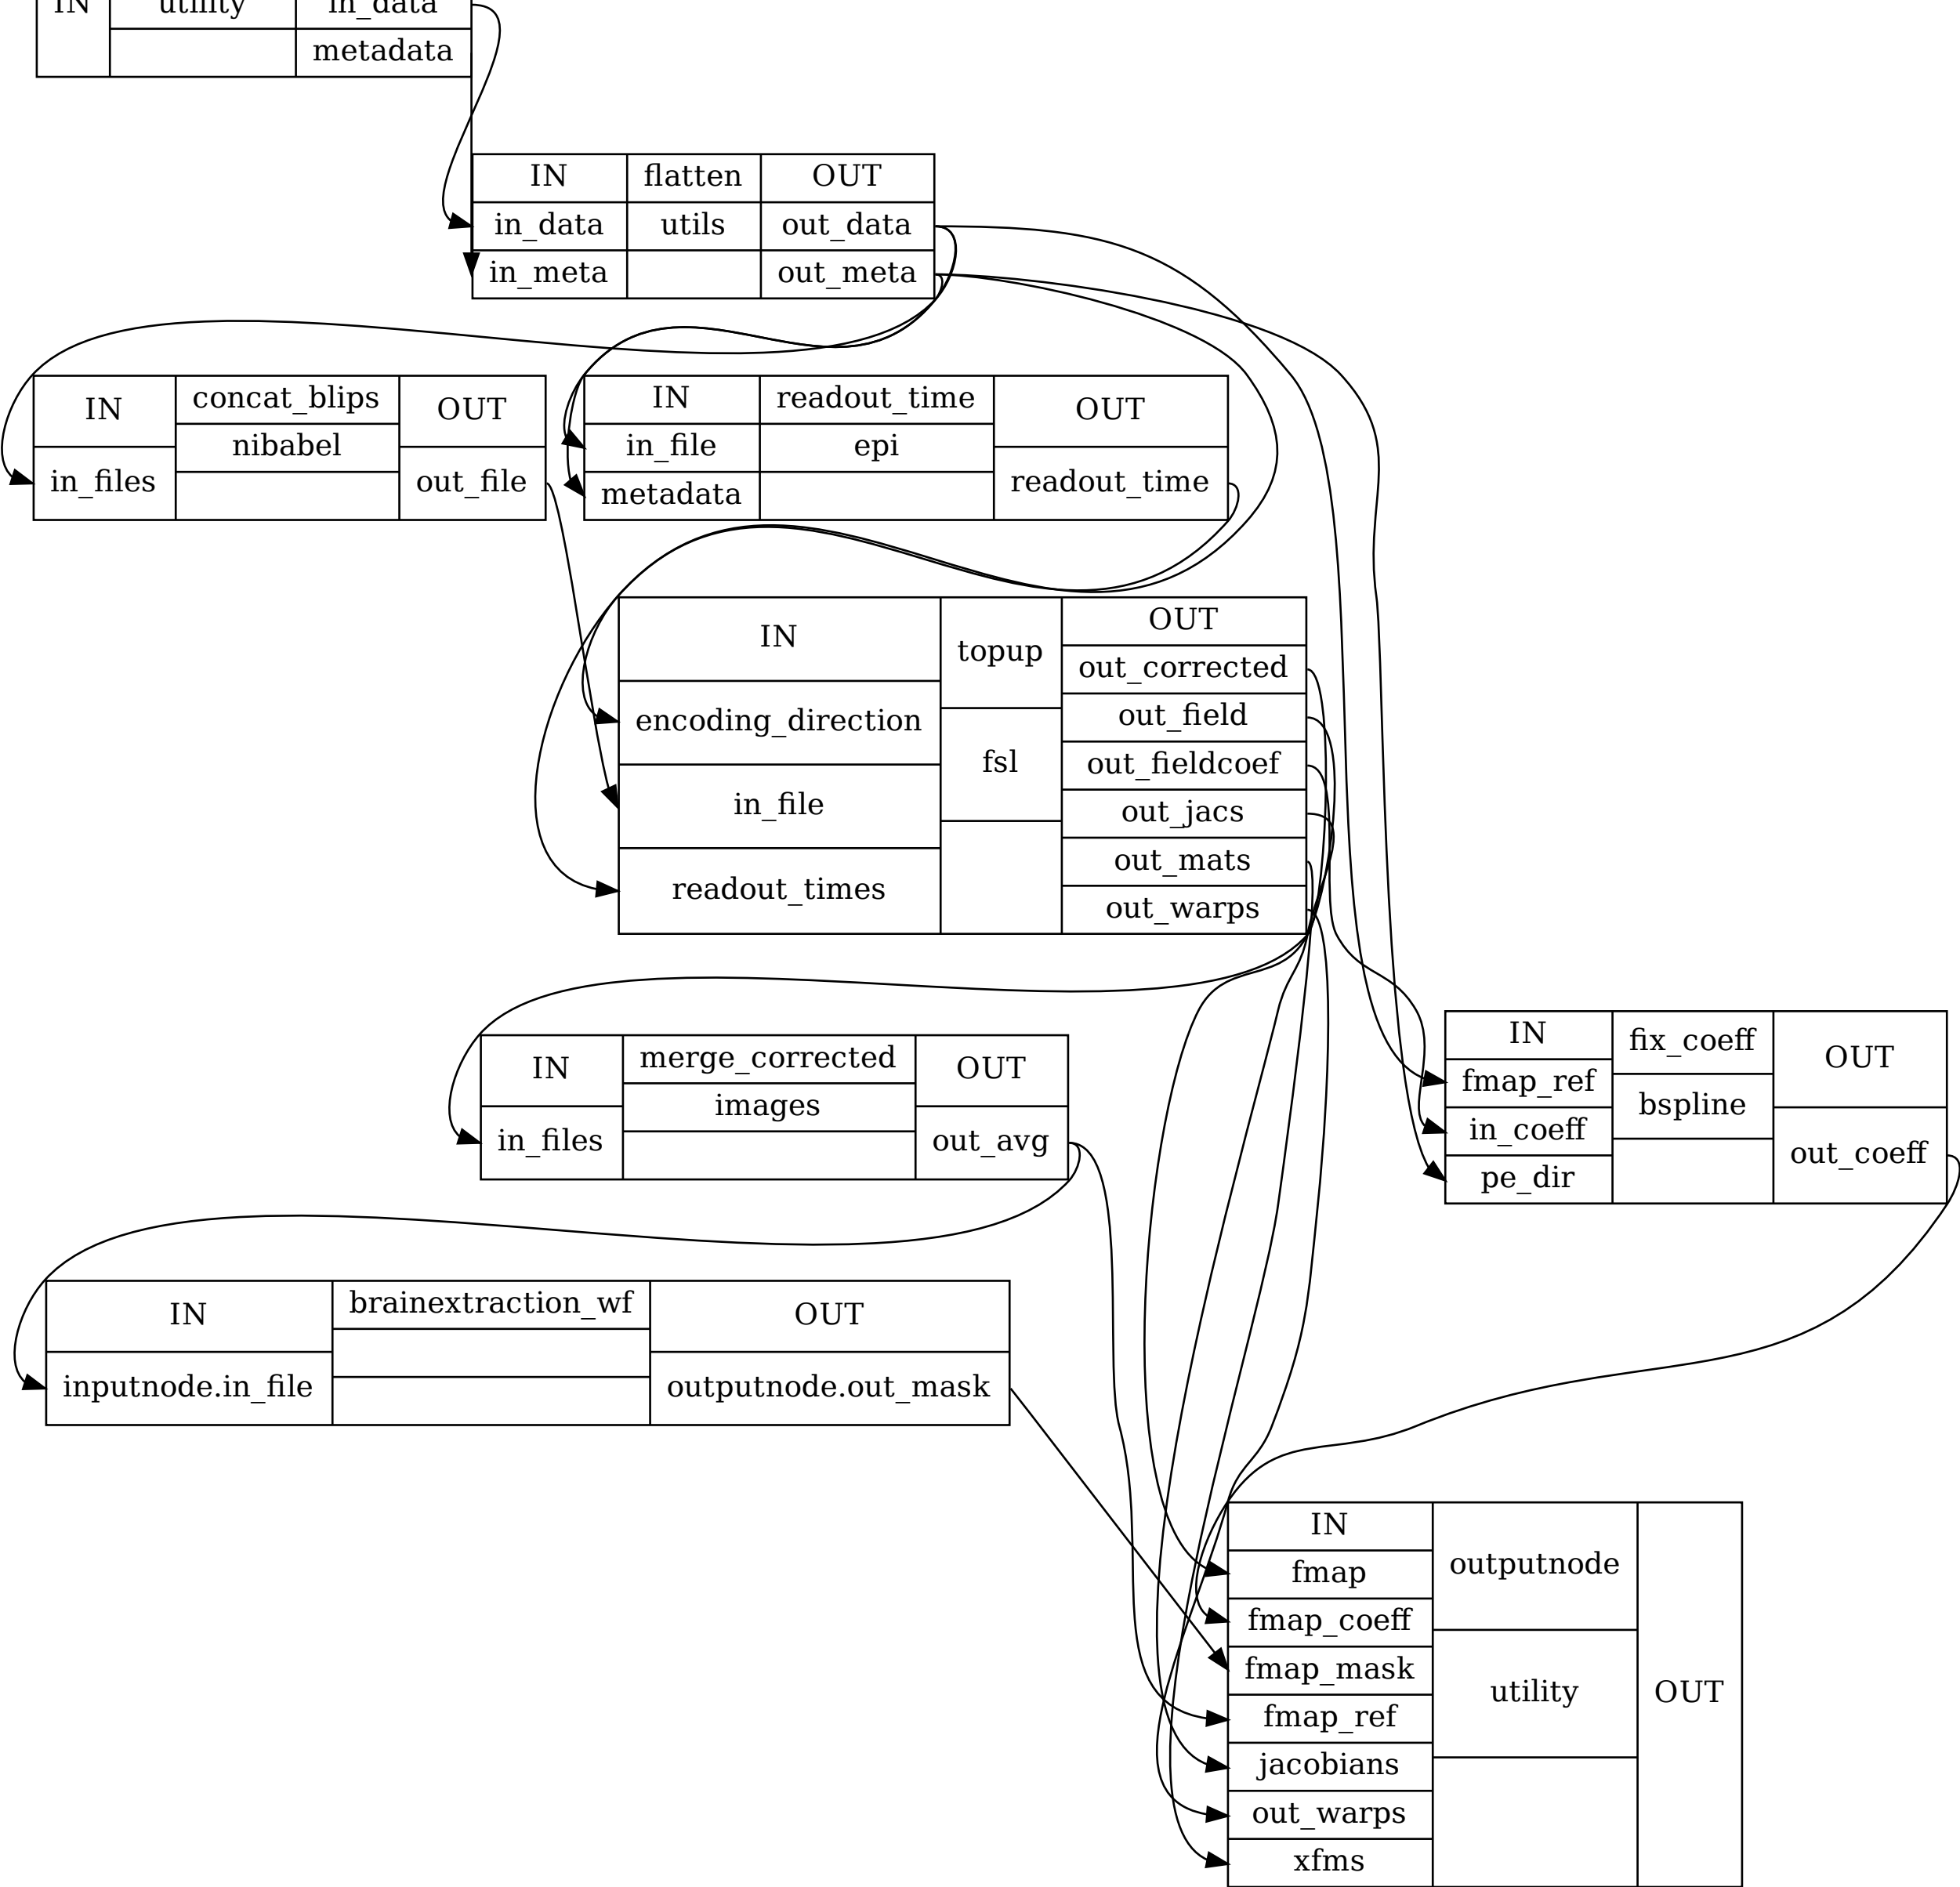 IN
utility
in_data
metadata
IN
flatten
OUT
in_data
utils
out_data
in_meta
out_meta
IN
concat_blips
OUT
nibabel
in_files
out_file
IN
readout_time
OUT
in_file
epi
metadata
readout_time
IN
topup
OUT
out_corrected
encoding_direction
out_field
fsl
out_fieldcoef
in_file
out_jacs
out_mats
readout_times
out_warps
IN
merge_corrected
OUT
images
in_files
out_avg
IN
fix_coeff
OUT
fmap_ref
bspline
in_coeff
out_coeff
pe_dir
IN
brainextraction_wf
OUT
inputnode.in_file
outputnode.out_mask
IN
outputnode
OUT
fmap
fmap_coeff
fmap_mask
utility
fmap_ref
jacobians
out_warps
xfms